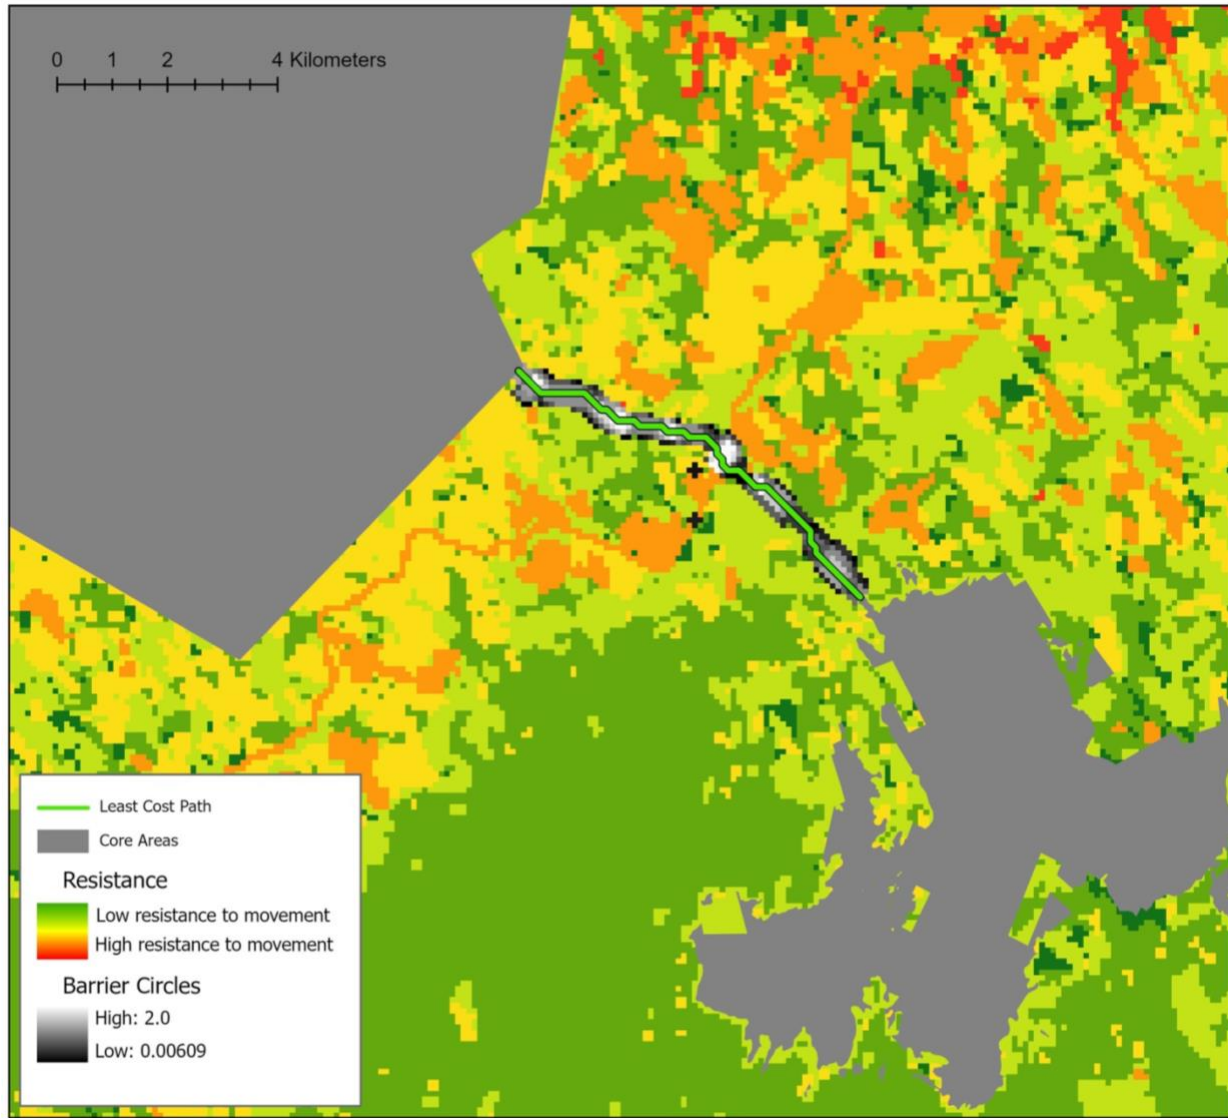 0 1 2 4 Kilometers
Least Cost Path
Core Areas
Resistance
Low resistance to movement
High resistance to movement
Barrier Circles
High: 2.0
Low: 0.00609